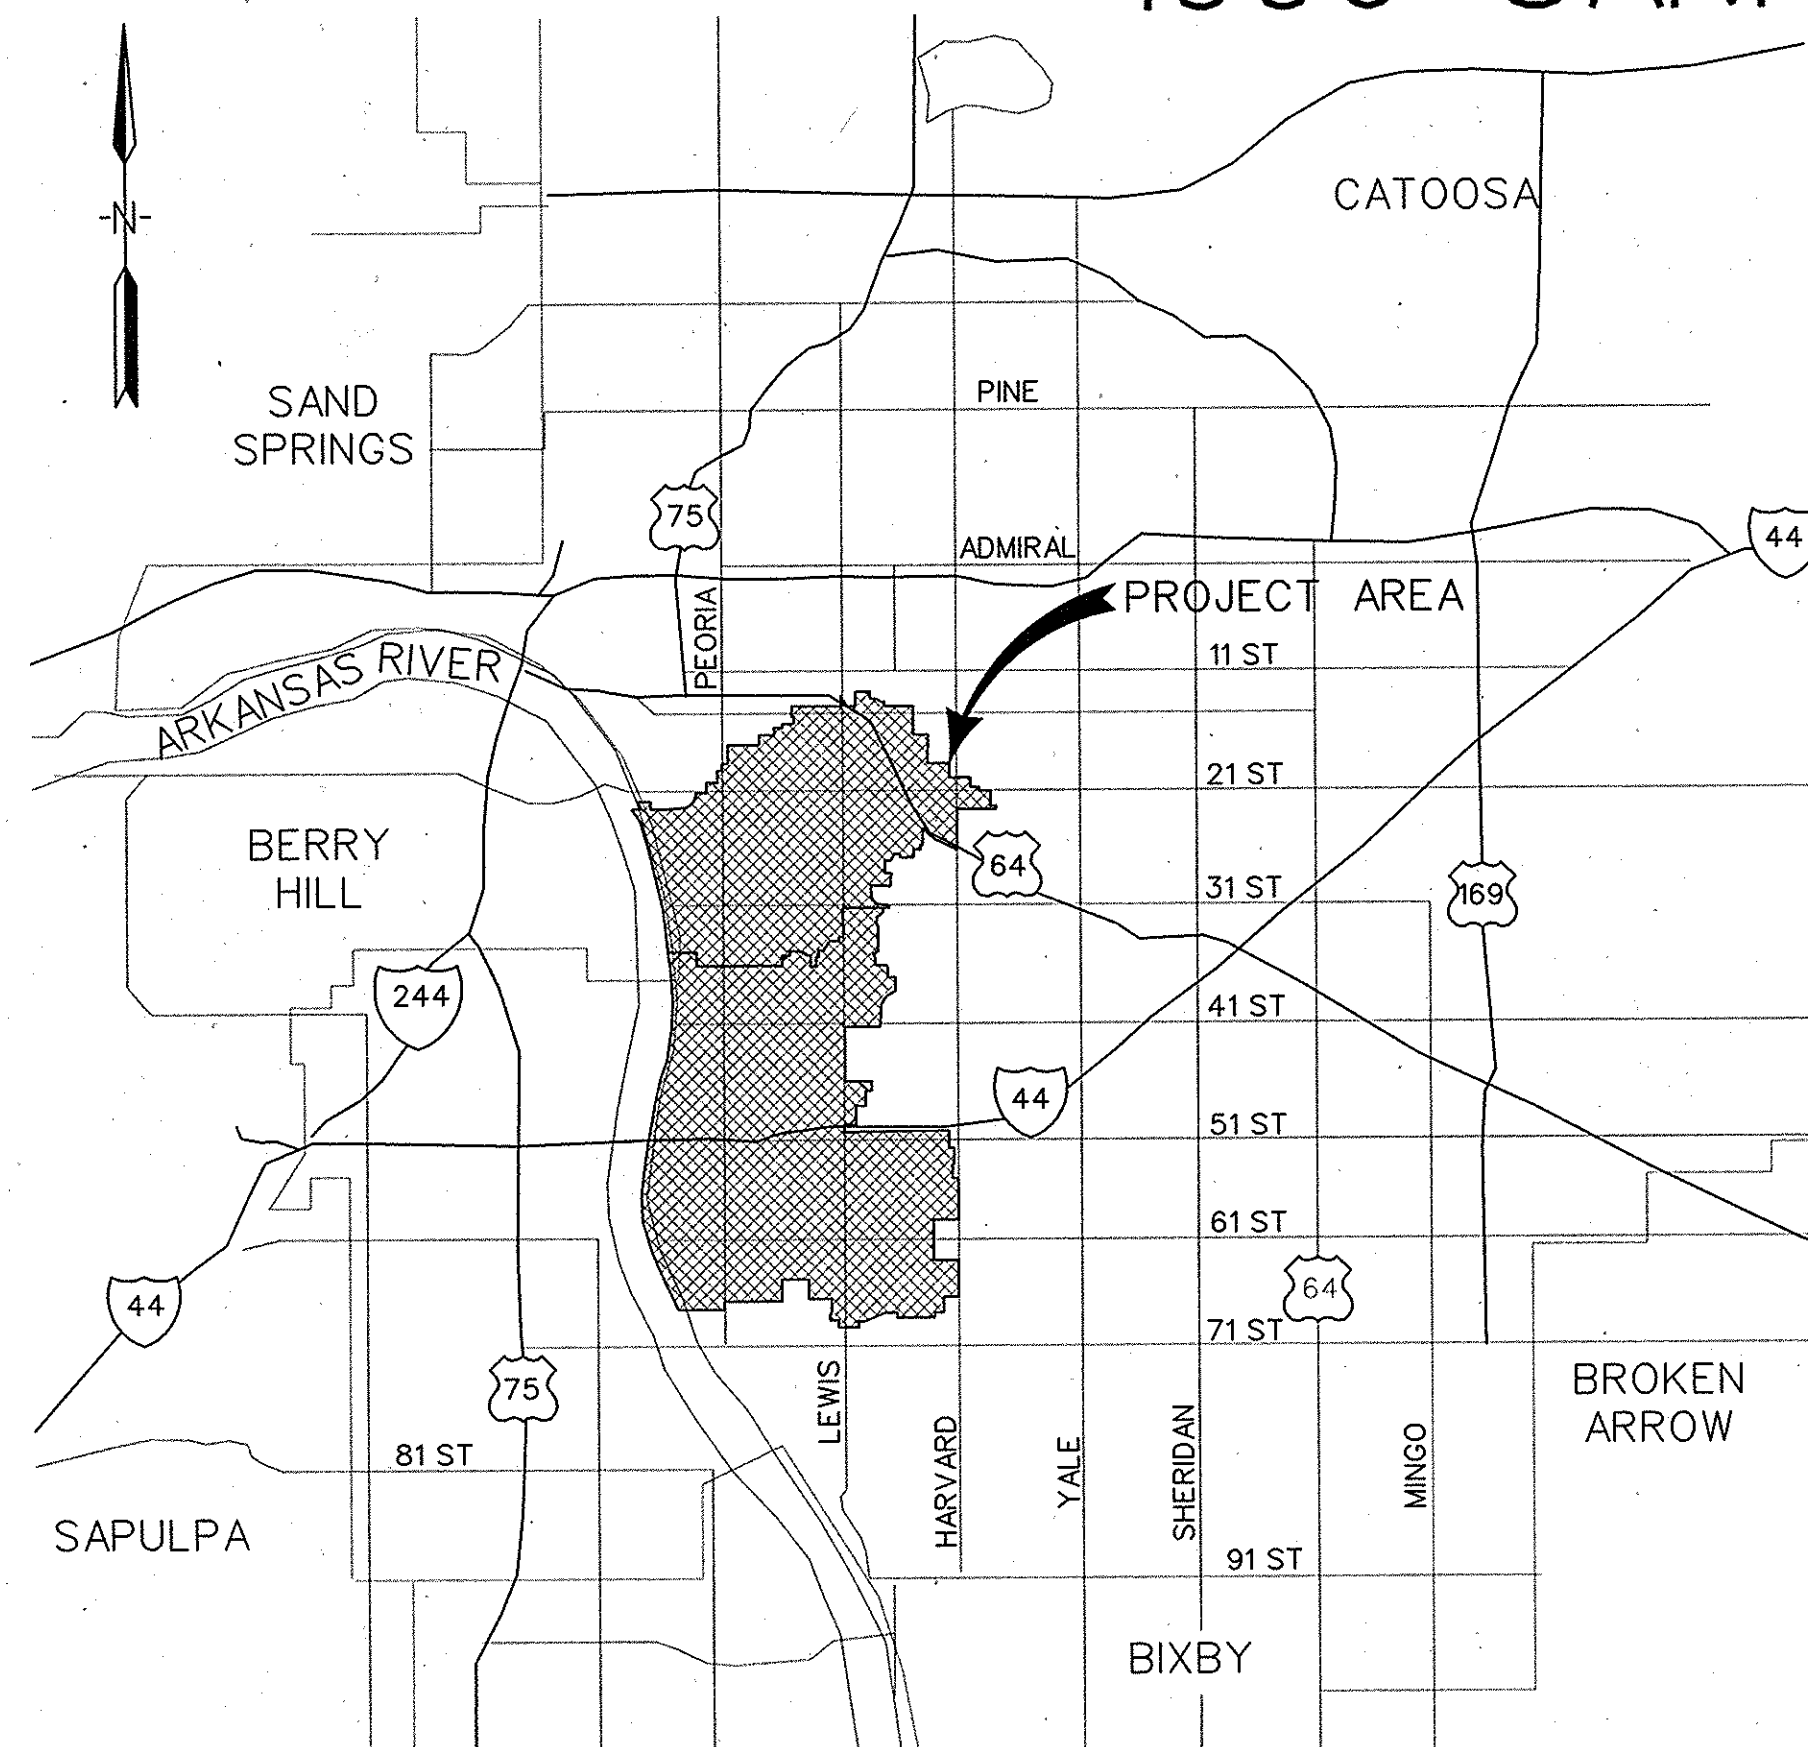 CATOOSA
-N-
SAND
SPRINGS
PINE
75
44
ADMIRAL
PROJECT AREA
PEORIA
11 ST
ARKANSAS RIVER
21 ST
BERRY
HILL
64
31 ST
169
244
41 ST
44
51 ST
61 ST
44
64
71 ST
75
BROKEN
ARROW
LEWIS
HARVARD
YALE
SHERIDAN
MINGO
81 ST
SAPULPA
91 ST
BIXBY